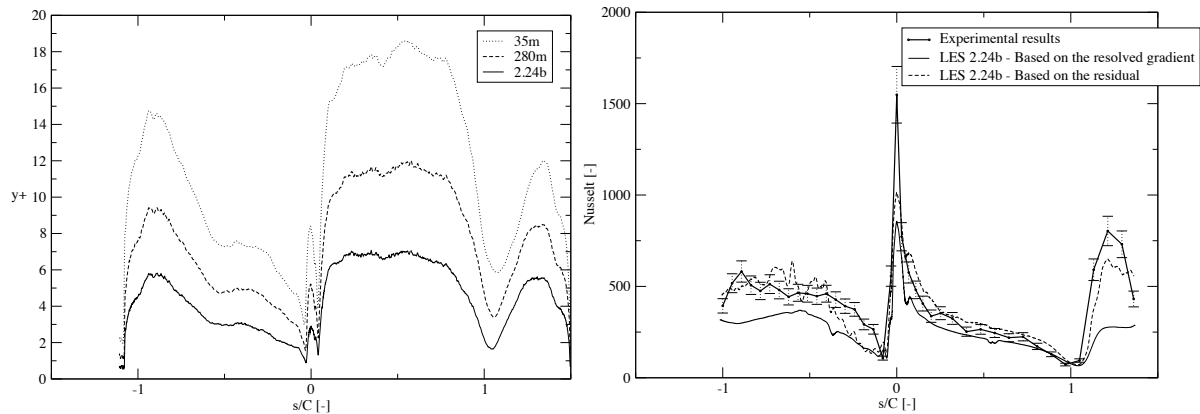 20
18
16
14
12
10
8
6
4
2
0
y+
-1
0
1
s/C [-]
35m
280m
2.24b
2000
1500
1000
500
0
Nusselt [-]
-1
0
1
s/C [-]
Experimental results
LES 2.24b - Based on the resolved gradient
LES 2.24b - Based on the residual